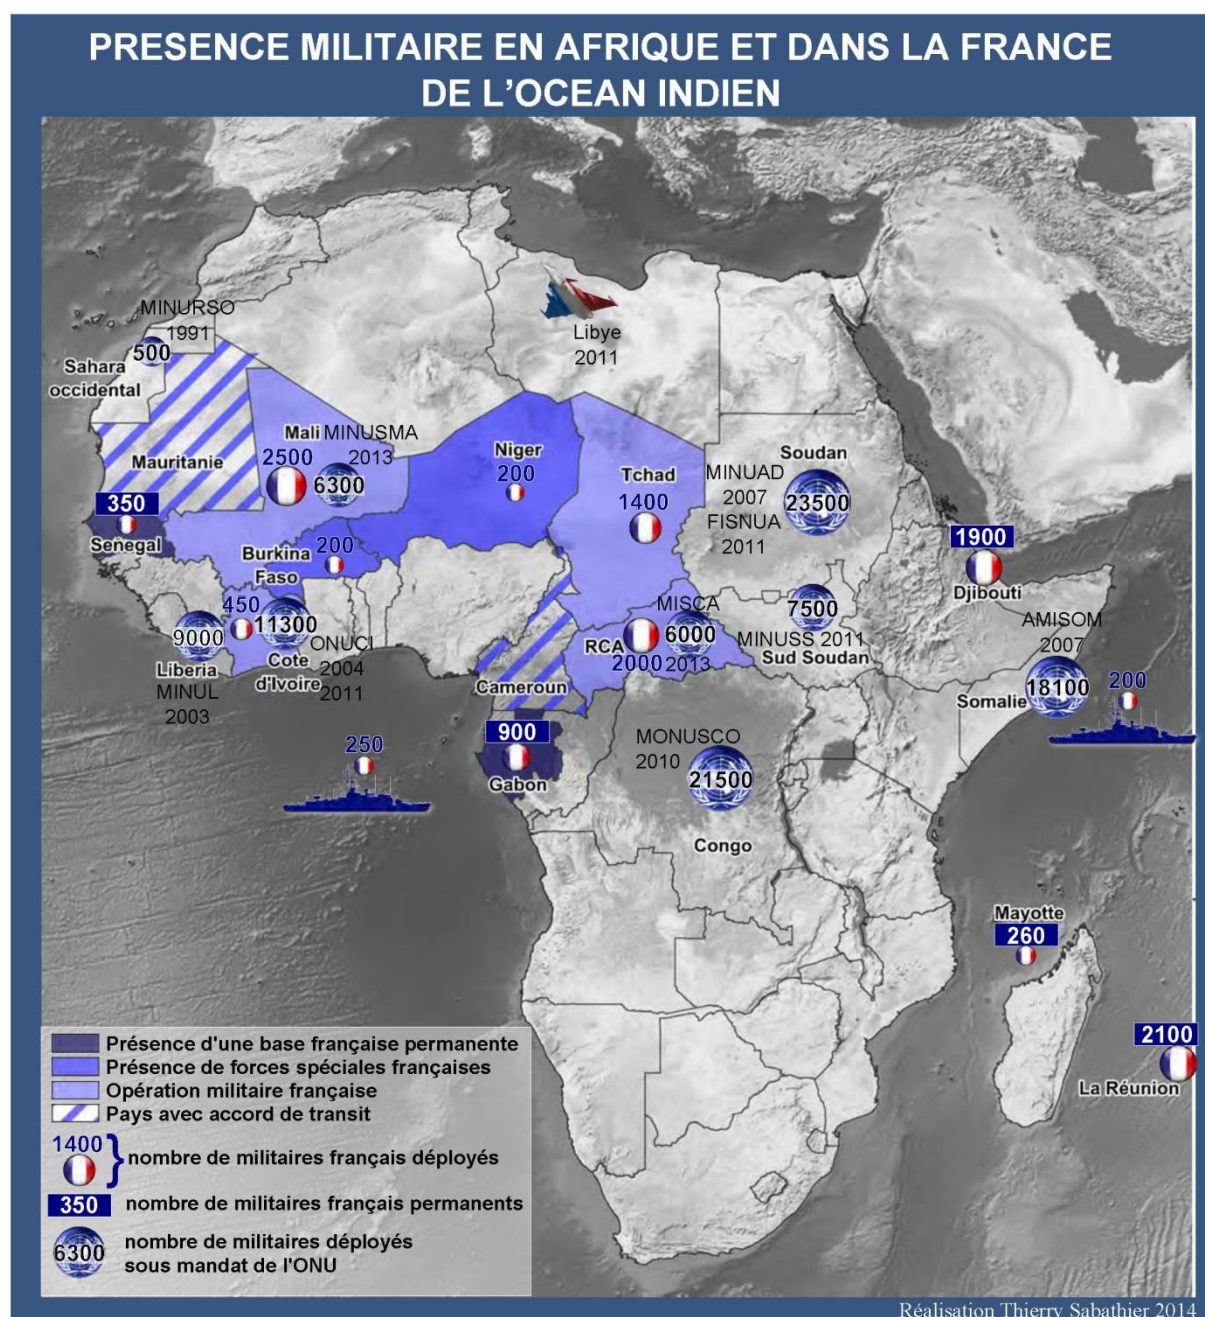 PRESENCE MILITAIRE EN AFRIQUE ET DANS LA FRANCE
DE L'OCEAN INDIEN
MINURSO
1991
500
Sahara
occidental
Libye
2011
Mauritanie
Mali
MINUSMA
2013
2500
6300
Niger
200
Tchad
1400
Soudan
MINUAD
2007
FISNUA
2011
23500
350
Senegal
Burkina
Faso
200
1900
Djibouti
450
9000
11300
Liberia
MINUL
2003
Cote
d'Ivoire
ONUCI
2004
2011
MISCA
RCA
6000
2000
2013
7500
MINUSS 2011
Sud Soudan
AMISOM
2007
Somalie
18100
200
Cameroun
900
Gabon
250
MONUSCO
2010
21500
Congo
Mayotte
260
2100
La Réunion
Présence d'une base française permanente
Présence de forces spéciales françaises
Opération militaire française
Pays avec accord de transit
1400
nombre de militaires français déployés
350
nombre de militaires français permanents
6300
nombre de militaires déployés
sous mandat de l'ONU
Réalisation Thierry Sabathier 2014